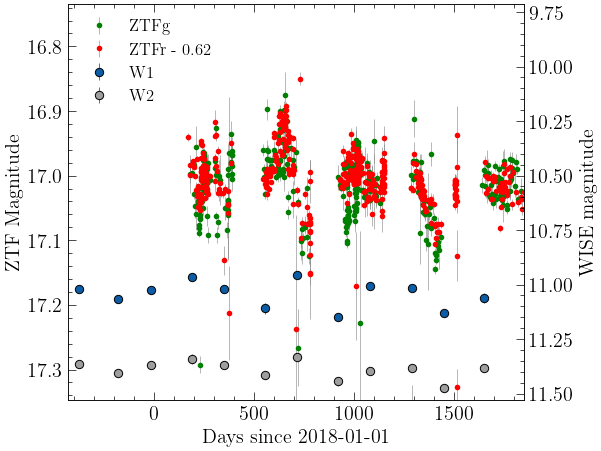 ZTFg
ZTFr - 0.62
W1
W2
16.8
16.9
17.0
17.1
17.2
17.3
ZTF Magnitude
9.75
10.00
10.25
10.50
10.75
11.00
11.25
11.50
WISE magnitude
0
500
1000
1500
Days since 2018-01-01